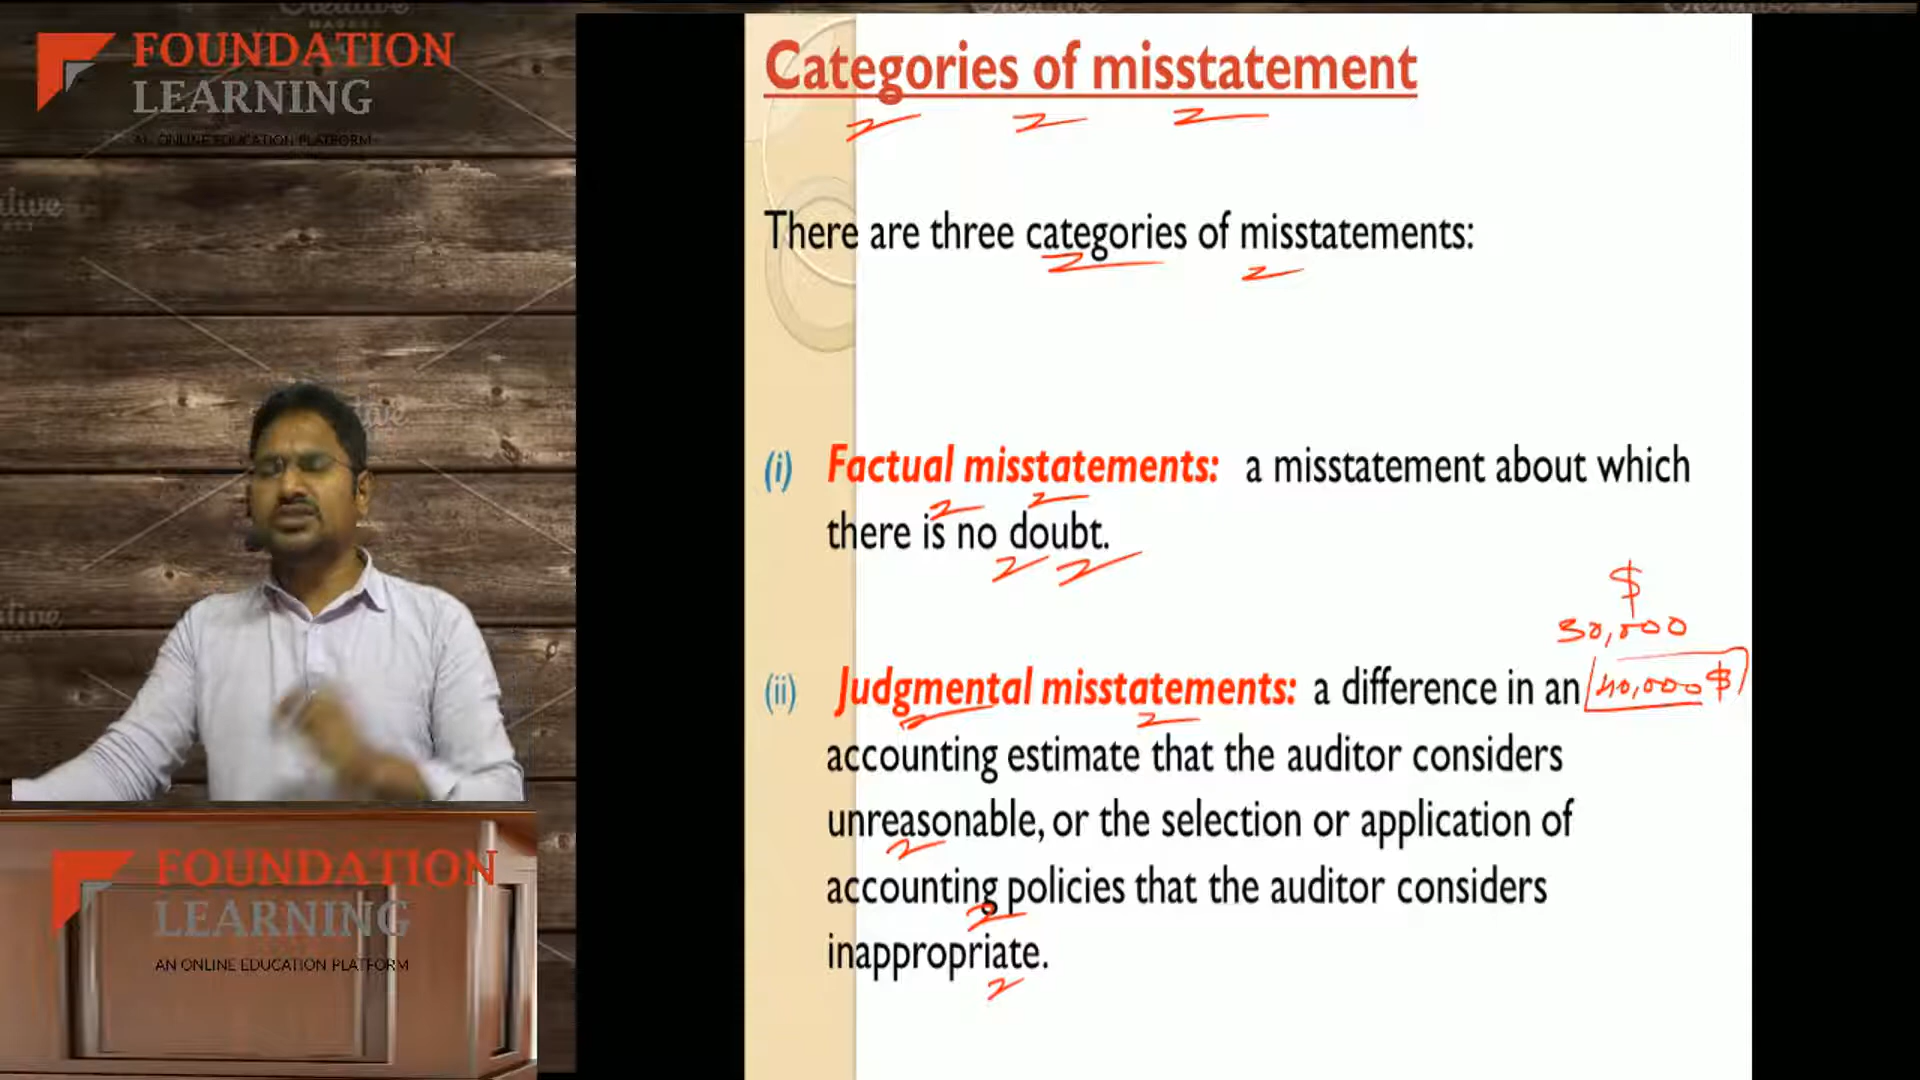 FOUNDATION
LEARNING
AN ONLINE EDUCATION PLATFORM
Categories of misstatement
There are three categories of misstatements:
(i) Factual misstatements: a misstatement about which
there is no doubt.
$
30,000
(ii) Judgmental misstatements: a difference in an 40,000 $
accounting estimate that the auditor considers
unreasonable, or the selection or application of
accounting policies that the auditor considers
inappropriate.
FOUNDATION
LEARNING
AN ONLINE EDUCATION PLATFORM